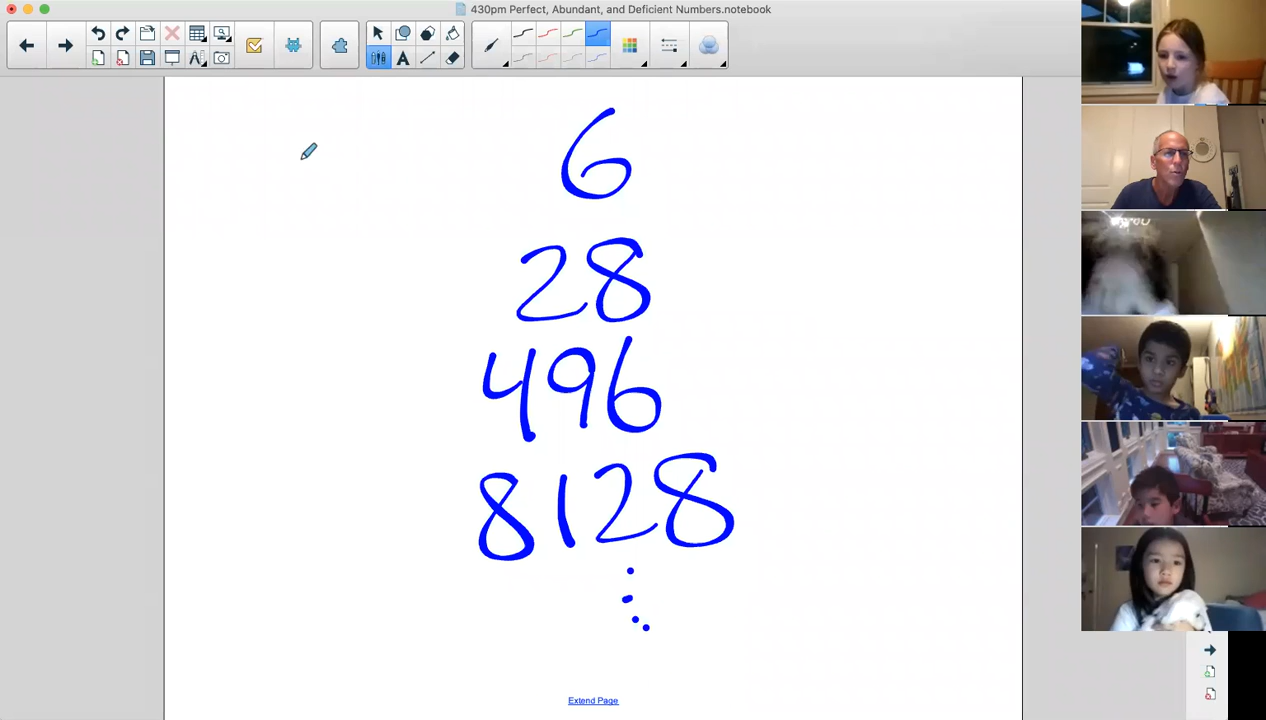 430pm Perfect, Abundant, and Deficient Numbers.notebook
6
28
496
8128
Extend Page